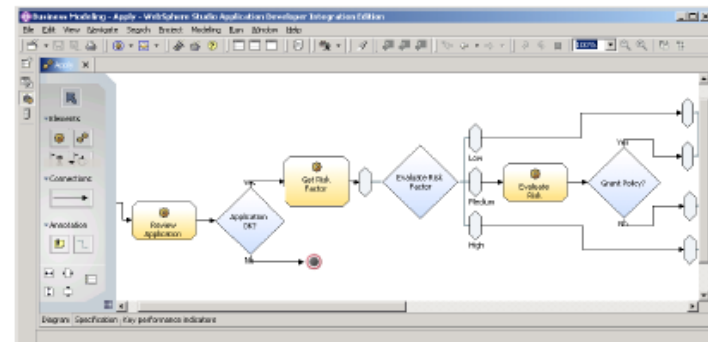 Business Modeling - Apply - WebSphere Studio Application Developer Integration Edition
File Edit View Navigate Search Project Modeling Run Window Help
100%
Apply
Elements
Connections
Annotation
Review
Application
Yes
Application
OK?
No
Get Risk
Factor
Evaluate Risk
Factor
Low
Medium
High
Evaluate
Risk
Yes
Grant Policy?
No
Diagram Specification Key performance indicators